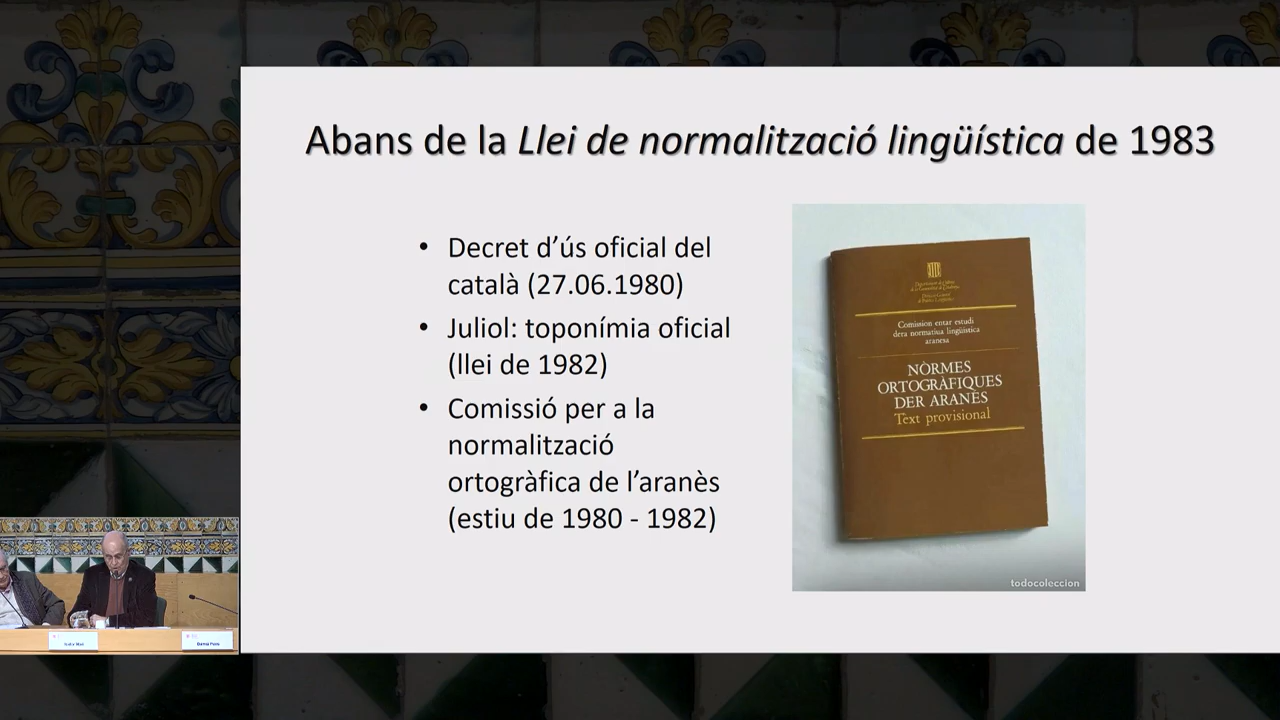 Abans de la Llei de normalització lingüística de 1983
• Decret d’ús oficial del
català (27.06.1980)
• Juliol: toponímia oficial
(llei de 1982)
• Comissió per a la
normalització
ortogràfica de l’aranès
(estiu de 1980 - 1982)
Comission entar estudi
dera normatiua lingüistica
aranesa
NÒRMES
ORTOGRÀFIQUES
DER ARANÉS
Text provisional
todocoleccion